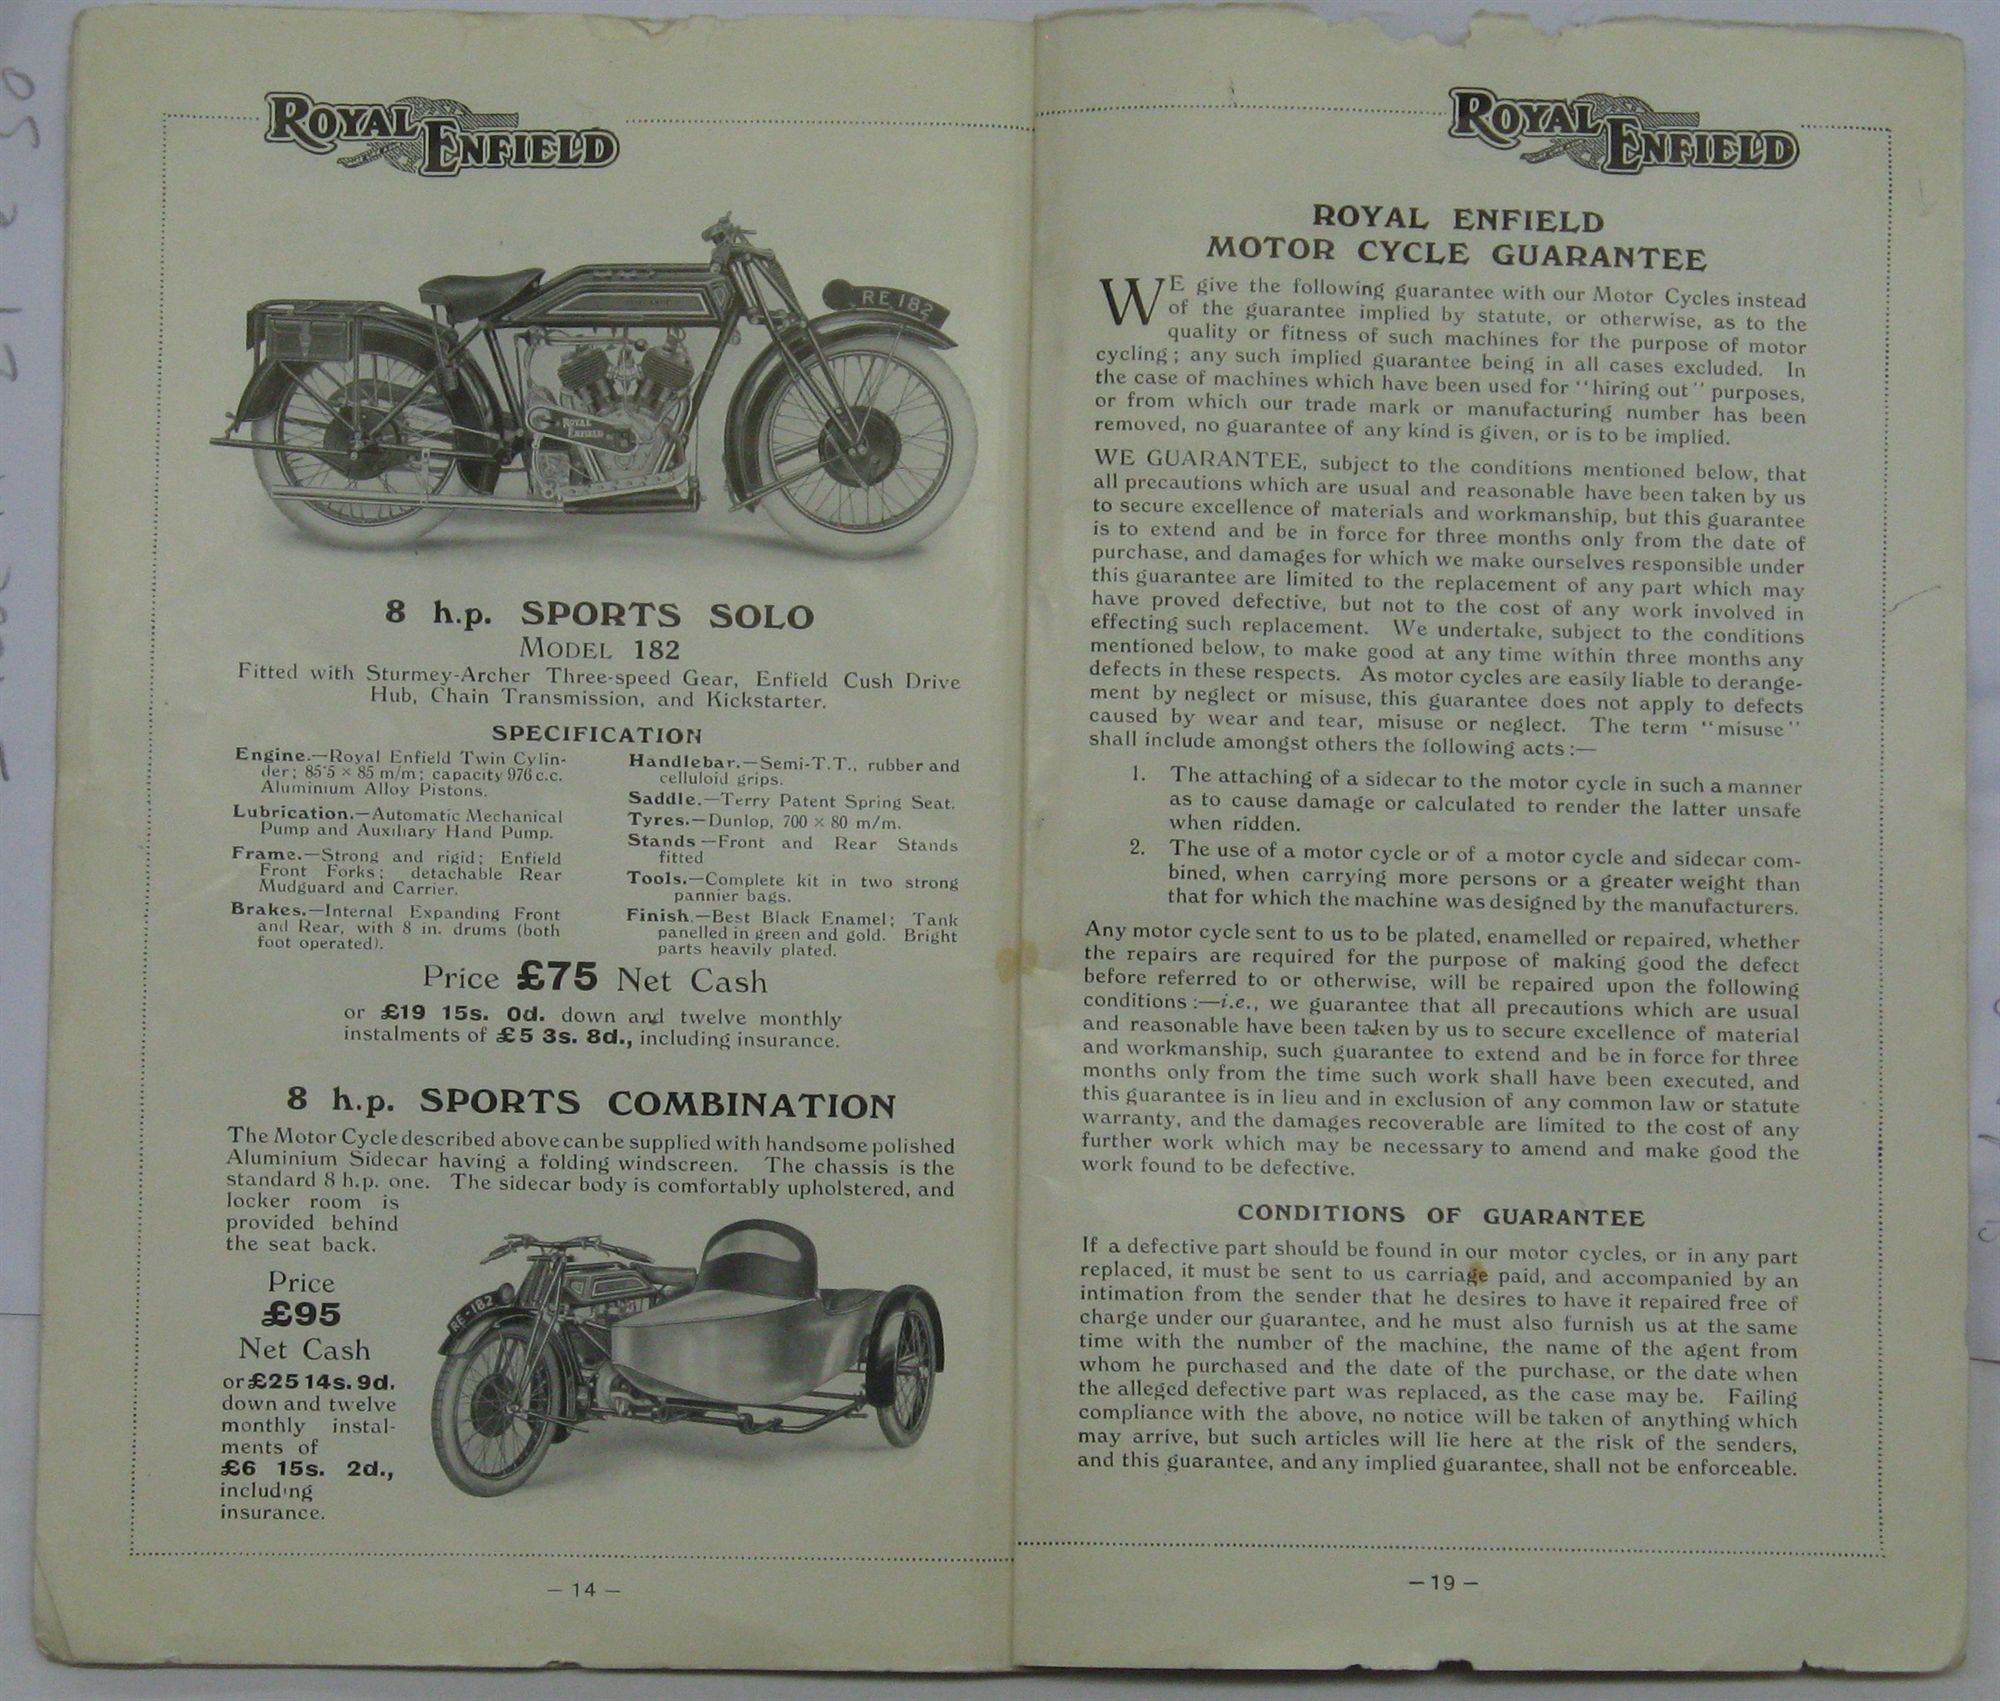 ROYAL ENFIELD
RE 182
ROYAL ENFIELD
8 h.p. SPORTS SOLO
MODEL 182
Fitted with Sturmey-Archer Three-speed Gear, Enfield Cush Drive
Hub, Chain Transmission, and Kickstarter.
SPECIFICATION
Engine.—Royal Enfield Twin Cylin-
der; 85·5 × 85 m/m; capacity 976 c.c.
Aluminium Alloy Pistons.
Lubrication.—Automatic Mechanical
Pump and Auxiliary Hand Pump.
Frame.—Strong and rigid; Enfield
Front Forks; detachable Rear
Mudguard and Carrier.
Brakes.—Internal Expanding Front
and Rear, with 8 in. drums (both
foot operated).
Handlebar.—Semi-T.T., rubber and
celluloid grips.
Saddle.—Terry Patent Spring Seat.
Tyres.—Dunlop, 700 × 80 m/m.
Stands—Front and Rear Stands
fitted
Tools.—Complete kit in two strong
pannier bags.
Finish.—Best Black Enamel; Tank
panelled in green and gold. Bright
parts heavily plated.
Price £75 Net Cash
or £19 15s. 0d. down and twelve monthly
instalments of £5 3s. 8d., including insurance.
8 h.p. SPORTS COMBINATION
The Motor Cycle described above can be supplied with handsome polished
Aluminium Sidecar having a folding windscreen. The chassis is the
standard 8 h.p. one. The sidecar body is comfortably upholstered, and
locker room is
provided behind
the seat back.
Price
£95
Net Cash
or £25 14s. 9d.
down and twelve
monthly instal-
ments of
£6 15s. 2d.,
including
insurance.
RE·182
— 14 —
ROYAL ENFIELD
ROYAL ENFIELD
MOTOR CYCLE GUARANTEE
WE give the following guarantee with our Motor Cycles instead
of the guarantee implied by statute, or otherwise, as to the
quality or fitness of such machines for the purpose of motor
cycling; any such implied guarantee being in all cases excluded. In
the case of machines which have been used for "hiring out" purposes,
or from which our trade mark or manufacturing number has been
removed, no guarantee of any kind is given, or is to be implied.
WE GUARANTEE, subject to the conditions mentioned below, that
all precautions which are usual and reasonable have been taken by us
to secure excellence of materials and workmanship, but this guarantee
is to extend and be in force for three months only from the date of
purchase, and damages for which we make ourselves responsible under
this guarantee are limited to the replacement of any part which may
have proved defective, but not to the cost of any work involved in
effecting such replacement. We undertake, subject to the conditions
mentioned below, to make good at any time within three months any
defects in these respects. As motor cycles are easily liable to derange-
ment by neglect or misuse, this guarantee does not apply to defects
caused by wear and tear, misuse or neglect. The term "misuse"
shall include amongst others the following acts:—
1. The attaching of a sidecar to the motor cycle in such a manner
as to cause damage or calculated to render the latter unsafe
when ridden.
2. The use of a motor cycle or of a motor cycle and sidecar com-
bined, when carrying more persons or a greater weight than
that for which the machine was designed by the manufacturers.
Any motor cycle sent to us to be plated, enamelled or repaired, whether
the repairs are required for the purpose of making good the defect
before referred to or otherwise, will be repaired upon the following
conditions:—i.e., we guarantee that all precautions which are usual
and reasonable have been taken by us to secure excellence of material
and workmanship, such guarantee to extend and be in force for three
months only from the time such work shall have been executed, and
this guarantee is in lieu and in exclusion of any common law or statute
warranty, and the damages recoverable are limited to the cost of any
further work which may be necessary to amend and make good the
work found to be defective.
CONDITIONS OF GUARANTEE
If a defective part should be found in our motor cycles, or in any part
replaced, it must be sent to us carriage paid, and accompanied by an
intimation from the sender that he desires to have it repaired free of
charge under our guarantee, and he must also furnish us at the same
time with the number of the machine, the name of the agent from
whom he purchased and the date of the purchase, or the date when
the alleged defective part was replaced, as the case may be. Failing
compliance with the above, no notice will be taken of anything which
may arrive, but such articles will lie here at the risk of the senders,
and this guarantee, and any implied guarantee, shall not be enforceable.
— 19 —